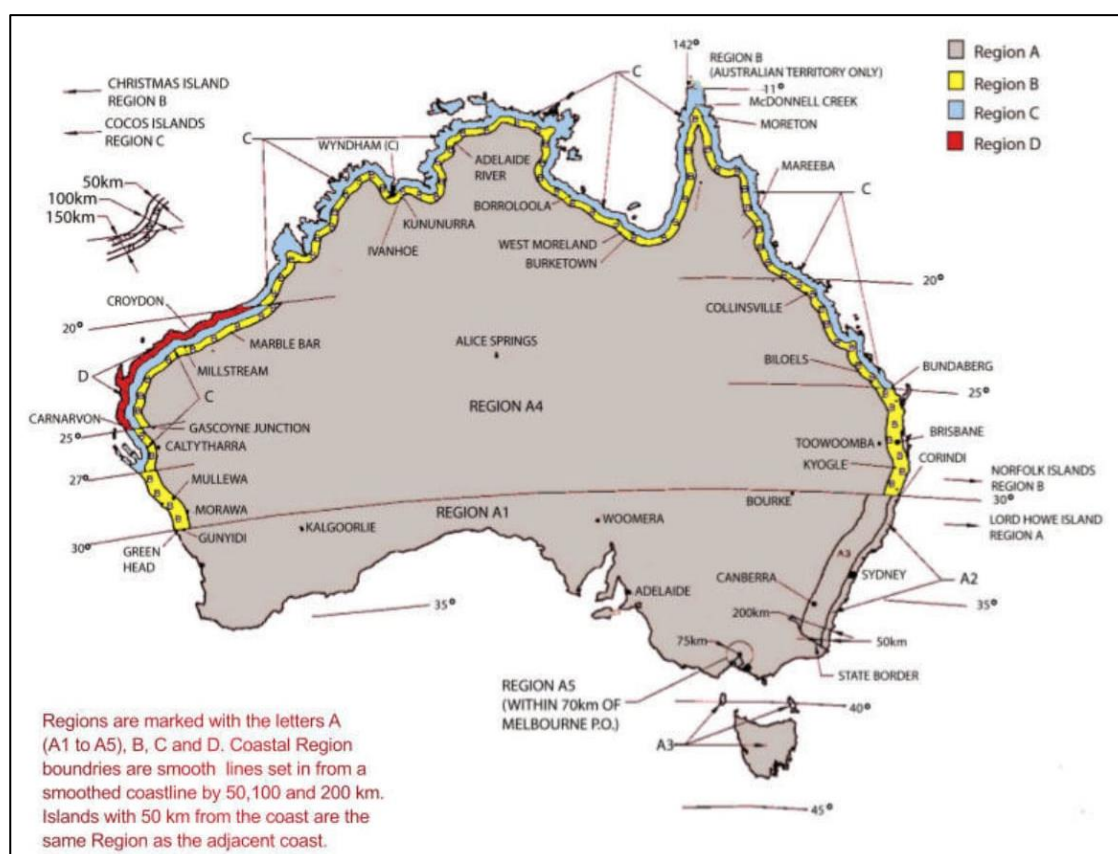 142°
REGION B
(AUSTRALIAN TERRITORY ONLY)
11°
McDONNELL CREEK
MORETON
Region A
Region B
Region C
Region D
CHRISTMAS ISLAND
REGION B
COCOS ISLANDS
REGION C
C
C
WYNDHAM (C)
ADELAIDE
RIVER
MAREEBA
C
50km
100km
150km
KUNUNURRA
BORROLOOLA
IVANHOE
WEST MORELAND
BURKETOWN
20°
COLLINSVILLE
CROYDON
20°
MARBLE BAR
ALICE SPRINGS
MILLSTREAM
BILOELS
BUNDABERG
D
C
25°
REGION A4
CARNARVON
GASCOYNE JUNCTION
25°
CALTYTHARRA
TOOWOOMBA
BRISBANE
KYOGLE
CORINDI
27°
MULLEWA
NORFOLK ISLANDS
REGION B
BOURKE
30°
MORAWA
REGION A1
WOOMERA
LORD HOWE ISLAND
REGION A
KALGOORLIE
30°
GUNYIDI
GREEN
HEAD
A3
SYDNEY
A2
CANBERRA
ADELAIDE
35°
35°
200km
75km
50km
STATE BORDER
REGION A5
(WITHIN 70km OF
MELBOURNE P.O.)
40°
A3
45°
Regions are marked with the letters A
(A1 to A5), B, C and D. Coastal Region
boundries are smooth lines set in from a
smoothed coastline by 50,100 and 200 km.
Islands with 50 km from the coast are the
same Region as the adjacent coast.